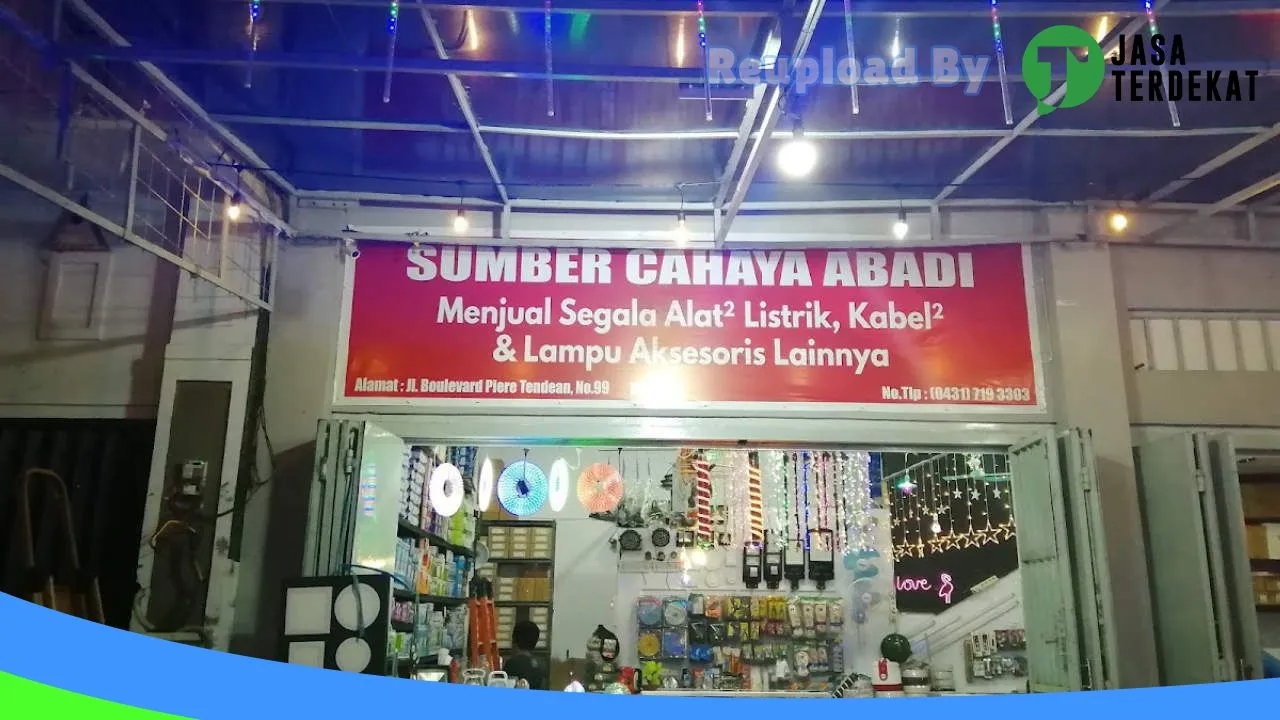 Reupload By
JASA
TERDEKAT
SUMBER CAHAYA ABADI
Menjual Segala Alat² Listrik, Kabel²
& Lampu Aksesoris Lainnya
Alamat : Jl. Boulevard Piere Tendean, No.99
No.Tlp : (0431) 719 3303
Love